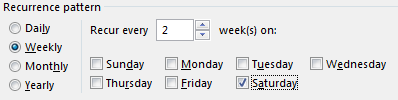 Recurrence pattern
Daily Recur every 2 week(s) on:
Weekly
Monthly Sunday Monday Tuesday Wednesday
Yearly Thursday Friday Saturday